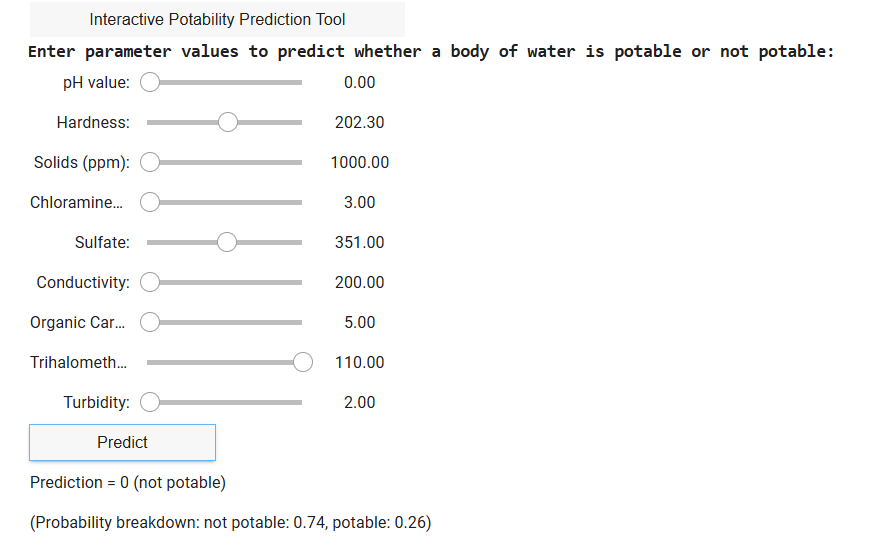 Interactive Potability Prediction Tool
Enter parameter values to predict whether a body of water is potable or not potable:
pH value: 0.00
Hardness: 202.30
Solids (ppm): 1000.00
Chloramine... 3.00
Sulfate: 351.00
Conductivity: 200.00
Organic Car... 5.00
Trihalometh... 110.00
Turbidity: 2.00
Predict
Prediction = 0 (not potable)
(Probability breakdown: not potable: 0.74, potable: 0.26)